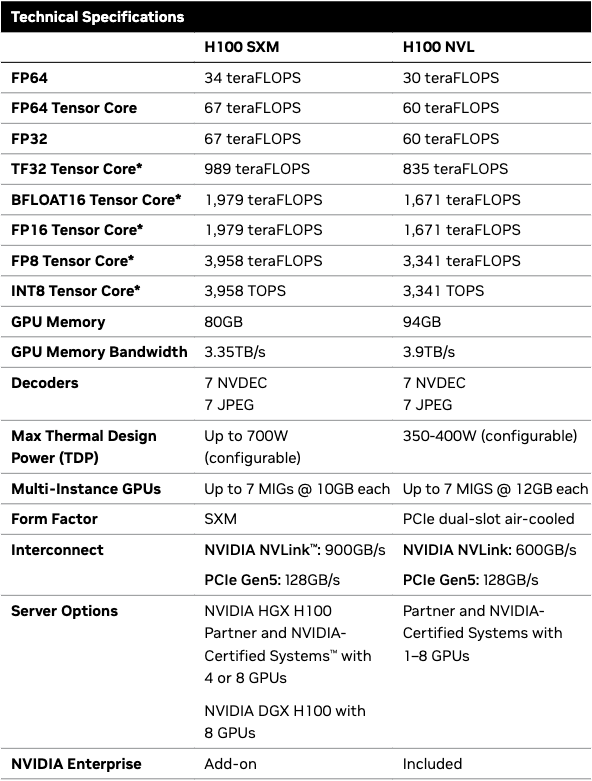 Technical Specifications
H100 SXM H100 NVL
FP64 34 teraFLOPS 30 teraFLOPS
FP64 Tensor Core 67 teraFLOPS 60 teraFLOPS
FP32 67 teraFLOPS 60 teraFLOPS
TF32 Tensor Core* 989 teraFLOPS 835 teraFLOPS
BFLOAT16 Tensor Core* 1,979 teraFLOPS 1,671 teraFLOPS
FP16 Tensor Core* 1,979 teraFLOPS 1,671 teraFLOPS
FP8 Tensor Core* 3,958 teraFLOPS 3,341 teraFLOPS
INT8 Tensor Core* 3,958 TOPS 3,341 TOPS
GPU Memory 80GB 94GB
GPU Memory Bandwidth 3.35TB/s 3.9TB/s
Decoders 7 NVDEC 7 NVDEC
7 JPEG 7 JPEG
Max Thermal Design Up to 700W 350-400W (configurable)
Power (TDP) (configurable)
Multi-Instance GPUs Up to 7 MIGs @ 10GB each Up to 7 MIGS @ 12GB each
Form Factor SXM PCIe dual-slot air-cooled
Interconnect NVIDIA NVLink™: 900GB/s NVIDIA NVLink: 600GB/s
PCIe Gen5: 128GB/s PCIe Gen5: 128GB/s
Server Options NVIDIA HGX H100 Partner and NVIDIA-
Partner and NVIDIA- Certified Systems with
Certified Systems™ with 1–8 GPUs
4 or 8 GPUs
NVIDIA DGX H100 with
8 GPUs
NVIDIA Enterprise Add-on Included